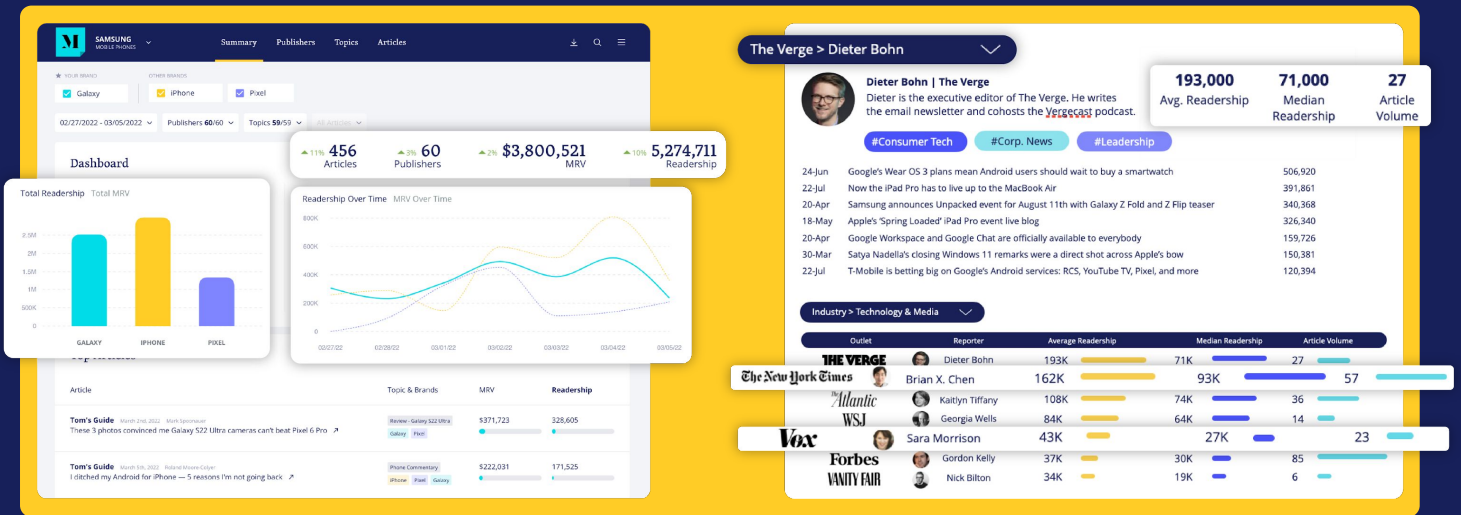 M
SAMSUNG
MOBILE PHONES
Summary Publishers Topics Articles
★ YOUR BRAND OTHER BRANDS
Galaxy iPhone Pixel
02/27/2022 - 03/05/2022 Publishers 60/60 Topics 59/59 All Articles
Dashboard
11% 456 3% 60 2% $3,800,521 10% 5,274,711
Articles Publishers MRV Readership
Total Readership Total MRV
2.5M
2M
1.5M
1M
500K
0
GALAXY IPHONE PIXEL
Readership Over Time MRV Over Time
800K
600K
400K
200K
0
02/27/22 02/28/22 03/01/22 03/02/22 03/03/22 03/04/22 03/05/22
Article Topic & Brands MRV Readership
Tom's Guide March 2nd, 2022 Mark Spoonauer Review - Galaxy S22 Ultra $371,723 328,605
These 3 photos convinced me Galaxy S22 Ultra cameras can't beat Pixel 6 Pro ↗ Galaxy Pixel
Tom's Guide March 5th, 2022 Roland Moore-Colyer Phone Commentary $222,031 171,525
I ditched my Android for iPhone — 5 reasons I'm not going back ↗ iPhone Pixel Galaxy
The Verge > Dieter Bohn
Dieter Bohn | The Verge
Dieter is the executive editor of The Verge. He writes
the email newsletter and cohosts the Vergecast podcast.
#Consumer Tech #Corp. News #Leadership
193,000 71,000 27
Avg. Readership Median Article
Readership Volume
24-Jun Google's Wear OS 3 plans mean Android users should wait to buy a smartwatch 506,920
22-Jul Now the iPad Pro has to live up to the MacBook Air 391,861
20-Apr Samsung announces Unpacked event for August 11th with Galaxy Z Fold and Z Flip teaser 340,368
18-May Apple's 'Spring Loaded' iPad Pro event live blog 326,340
20-Apr Google Workspace and Google Chat are officially available to everybody 159,726
30-Mar Satya Nadella's closing Windows 11 remarks were a direct shot across Apple's bow 150,381
22-Jul T-Mobile is betting big on Google's Android services: RCS, YouTube TV, Pixel, and more 120,394
Industry > Technology & Media
Outlet Reporter Average Readership Median Readership Article Volume
THE VERGE Dieter Bohn 193K 71K 27
The New York Times Brian X. Chen 162K 93K 57
The Atlantic Kaitlyn Tiffany 108K 74K 36
WSJ Georgia Wells 84K 64K 14
Vox Sara Morrison 43K 27K 23
Forbes Gordon Kelly 37K 30K 85
VANITY FAIR Nick Bilton 34K 19K 6